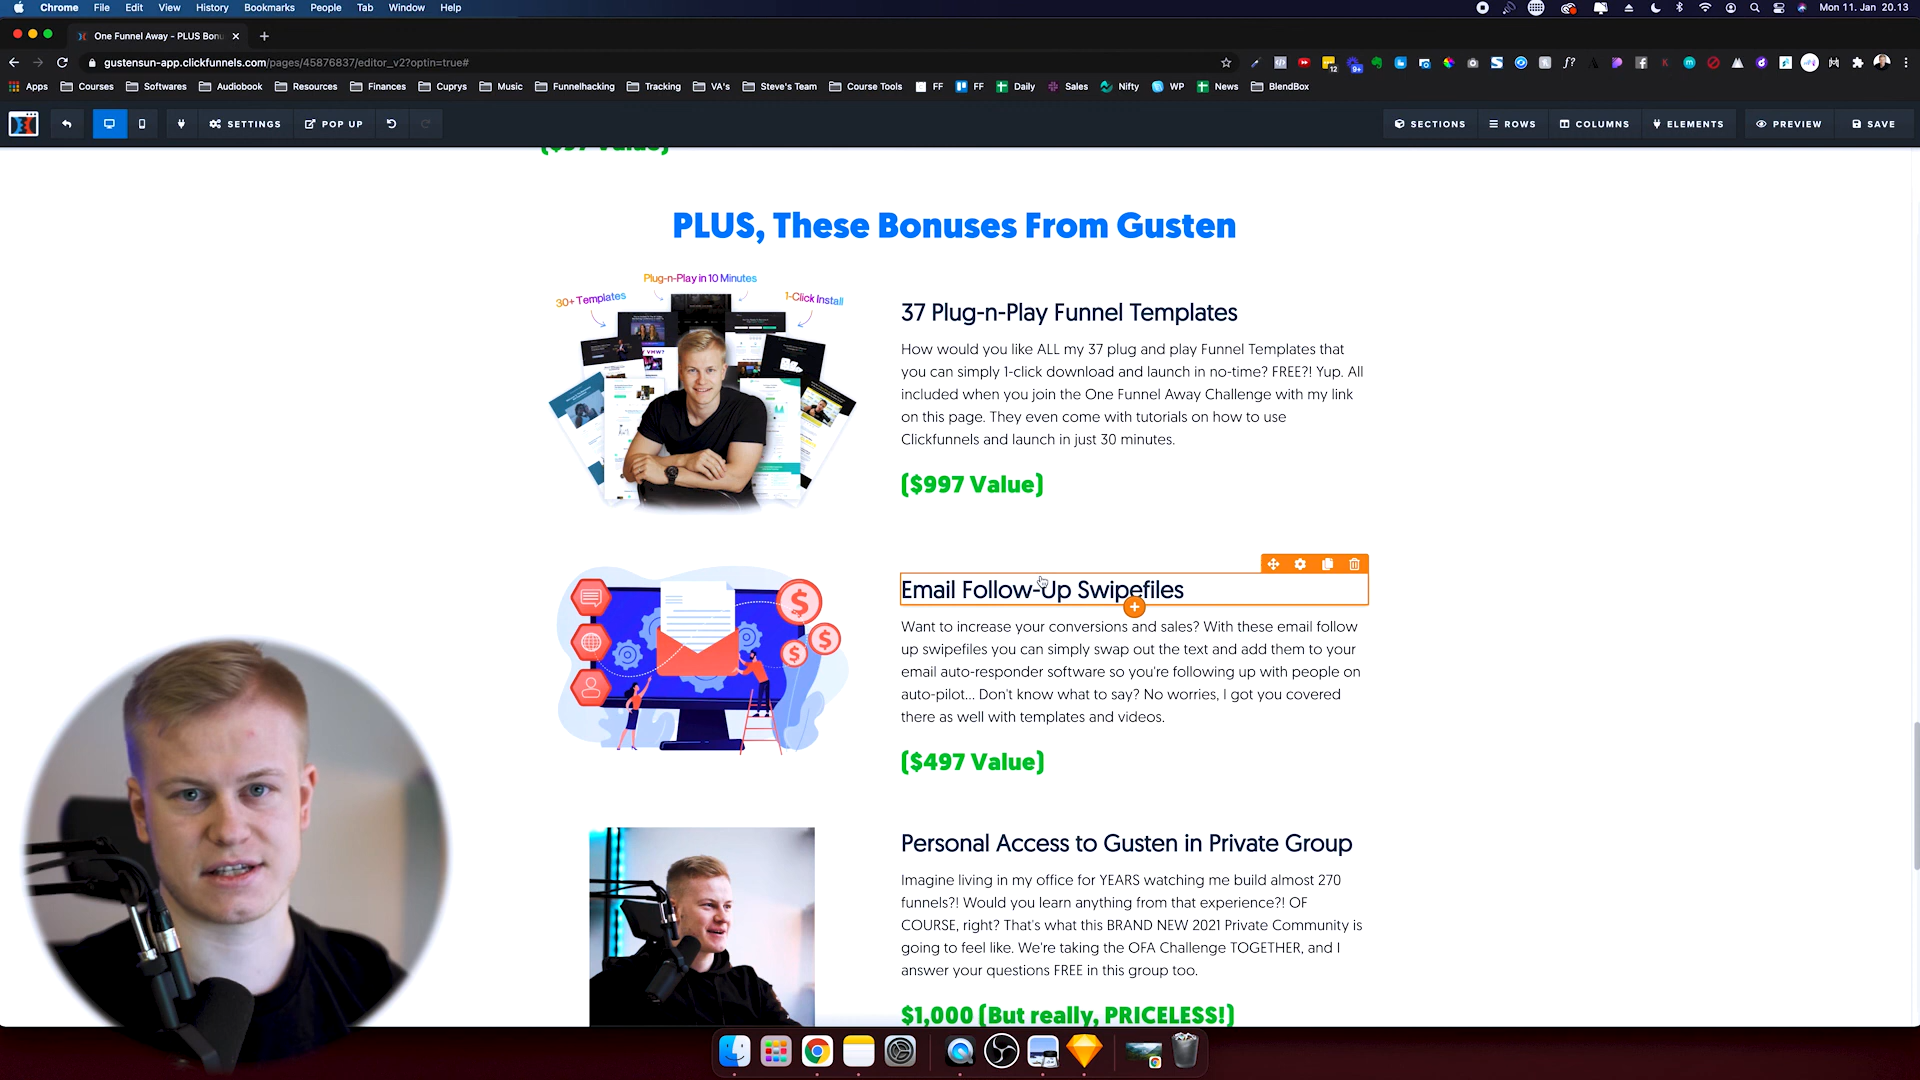 Chrome File Edit View History Bookmarks People Tab Window Help
Mon 11. Jan 20.13
One Funnel Away - PLUS Bonu
gustensun-app.clickfunnels.com/pages/45876837/editor_v2?optin=true#
12
9+
f?
Apps Courses Softwares Audiobook Resources Finances Cuprys Music Funnelhacking Tracking VA's Steve's Team Course Tools FF FF Daily Sales Nifty WP News BlendBox
SETTINGS POP UP SECTIONS ROWS COLUMNS ELEMENTS PREVIEW SAVE
PLUS, These Bonuses From Gusten
Plug-n-Play in 10 Minutes
30+ Templates
1-Click Install
37 Plug-n-Play Funnel Templates
How would you like ALL my 37 plug and play Funnel Templates that
you can simply 1-click download and launch in no-time? FREE?! Yup. All
included when you join the One Funnel Away Challenge with my link
on this page. They even come with tutorials on how to use
Clickfunnels and launch in just 30 minutes.
($997 Value)
Email Follow-Up Swipefiles
Want to increase your conversions and sales? With these email follow
up swipefiles you can simply swap out the text and add them to your
email auto-responder software so you're following up with people on
auto-pilot... Don't know what to say? No worries, I got you covered
there as well with templates and videos.
($497 Value)
Personal Access to Gusten in Private Group
Imagine living in my office for YEARS watching me build almost 270
funnels?! Would you learn anything from that experience?! OF
COURSE, right? That's what this BRAND NEW 2021 Private Community is
going to feel like. We're taking the OFA Challenge TOGETHER, and I
answer your questions FREE in this group too.
$1,000 (But really, PRICELESS!)